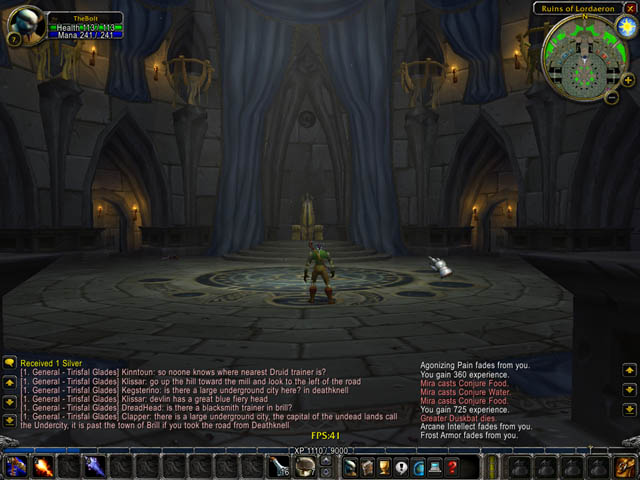 TheBolt
Health 113 / 113
Mana 241 / 241
7
Ruins of Lordaeron
N
Received 1 Silver
[1. General - Tirisfal Glades] Kinntoun: so noone knows where nearest Druid trainer is?
[1. General - Tirisfal Glades] Klissar: go up the hill toward the mill and look to the left of the road
[1. General - Tirisfal Glades] Kegsterino: is there a large underground city here? in deathknell
[1. General - Tirisfal Glades] Klissar: devlin has a great blue fiery head
[1. General - Tirisfal Glades] DreadHead: is there a blacksmith trainer in brill?
[1. General - Tirisfal Glades] Clapper: there is a large underground city, the capital of the undead lands call
the Undercity, it is past the town of Brill if you took the road from Deathknell
Agonizing Pain fades from you.
You gain 360 experience.
Mira casts Conjure Food.
Mira casts Conjure Water.
Mira casts Conjure Food.
You gain 725 experience.
Greater Duskbat dies.
Arcane Intellect fades from you.
Frost Armor fades from you.
FPS:41
XP 1110 / 9000